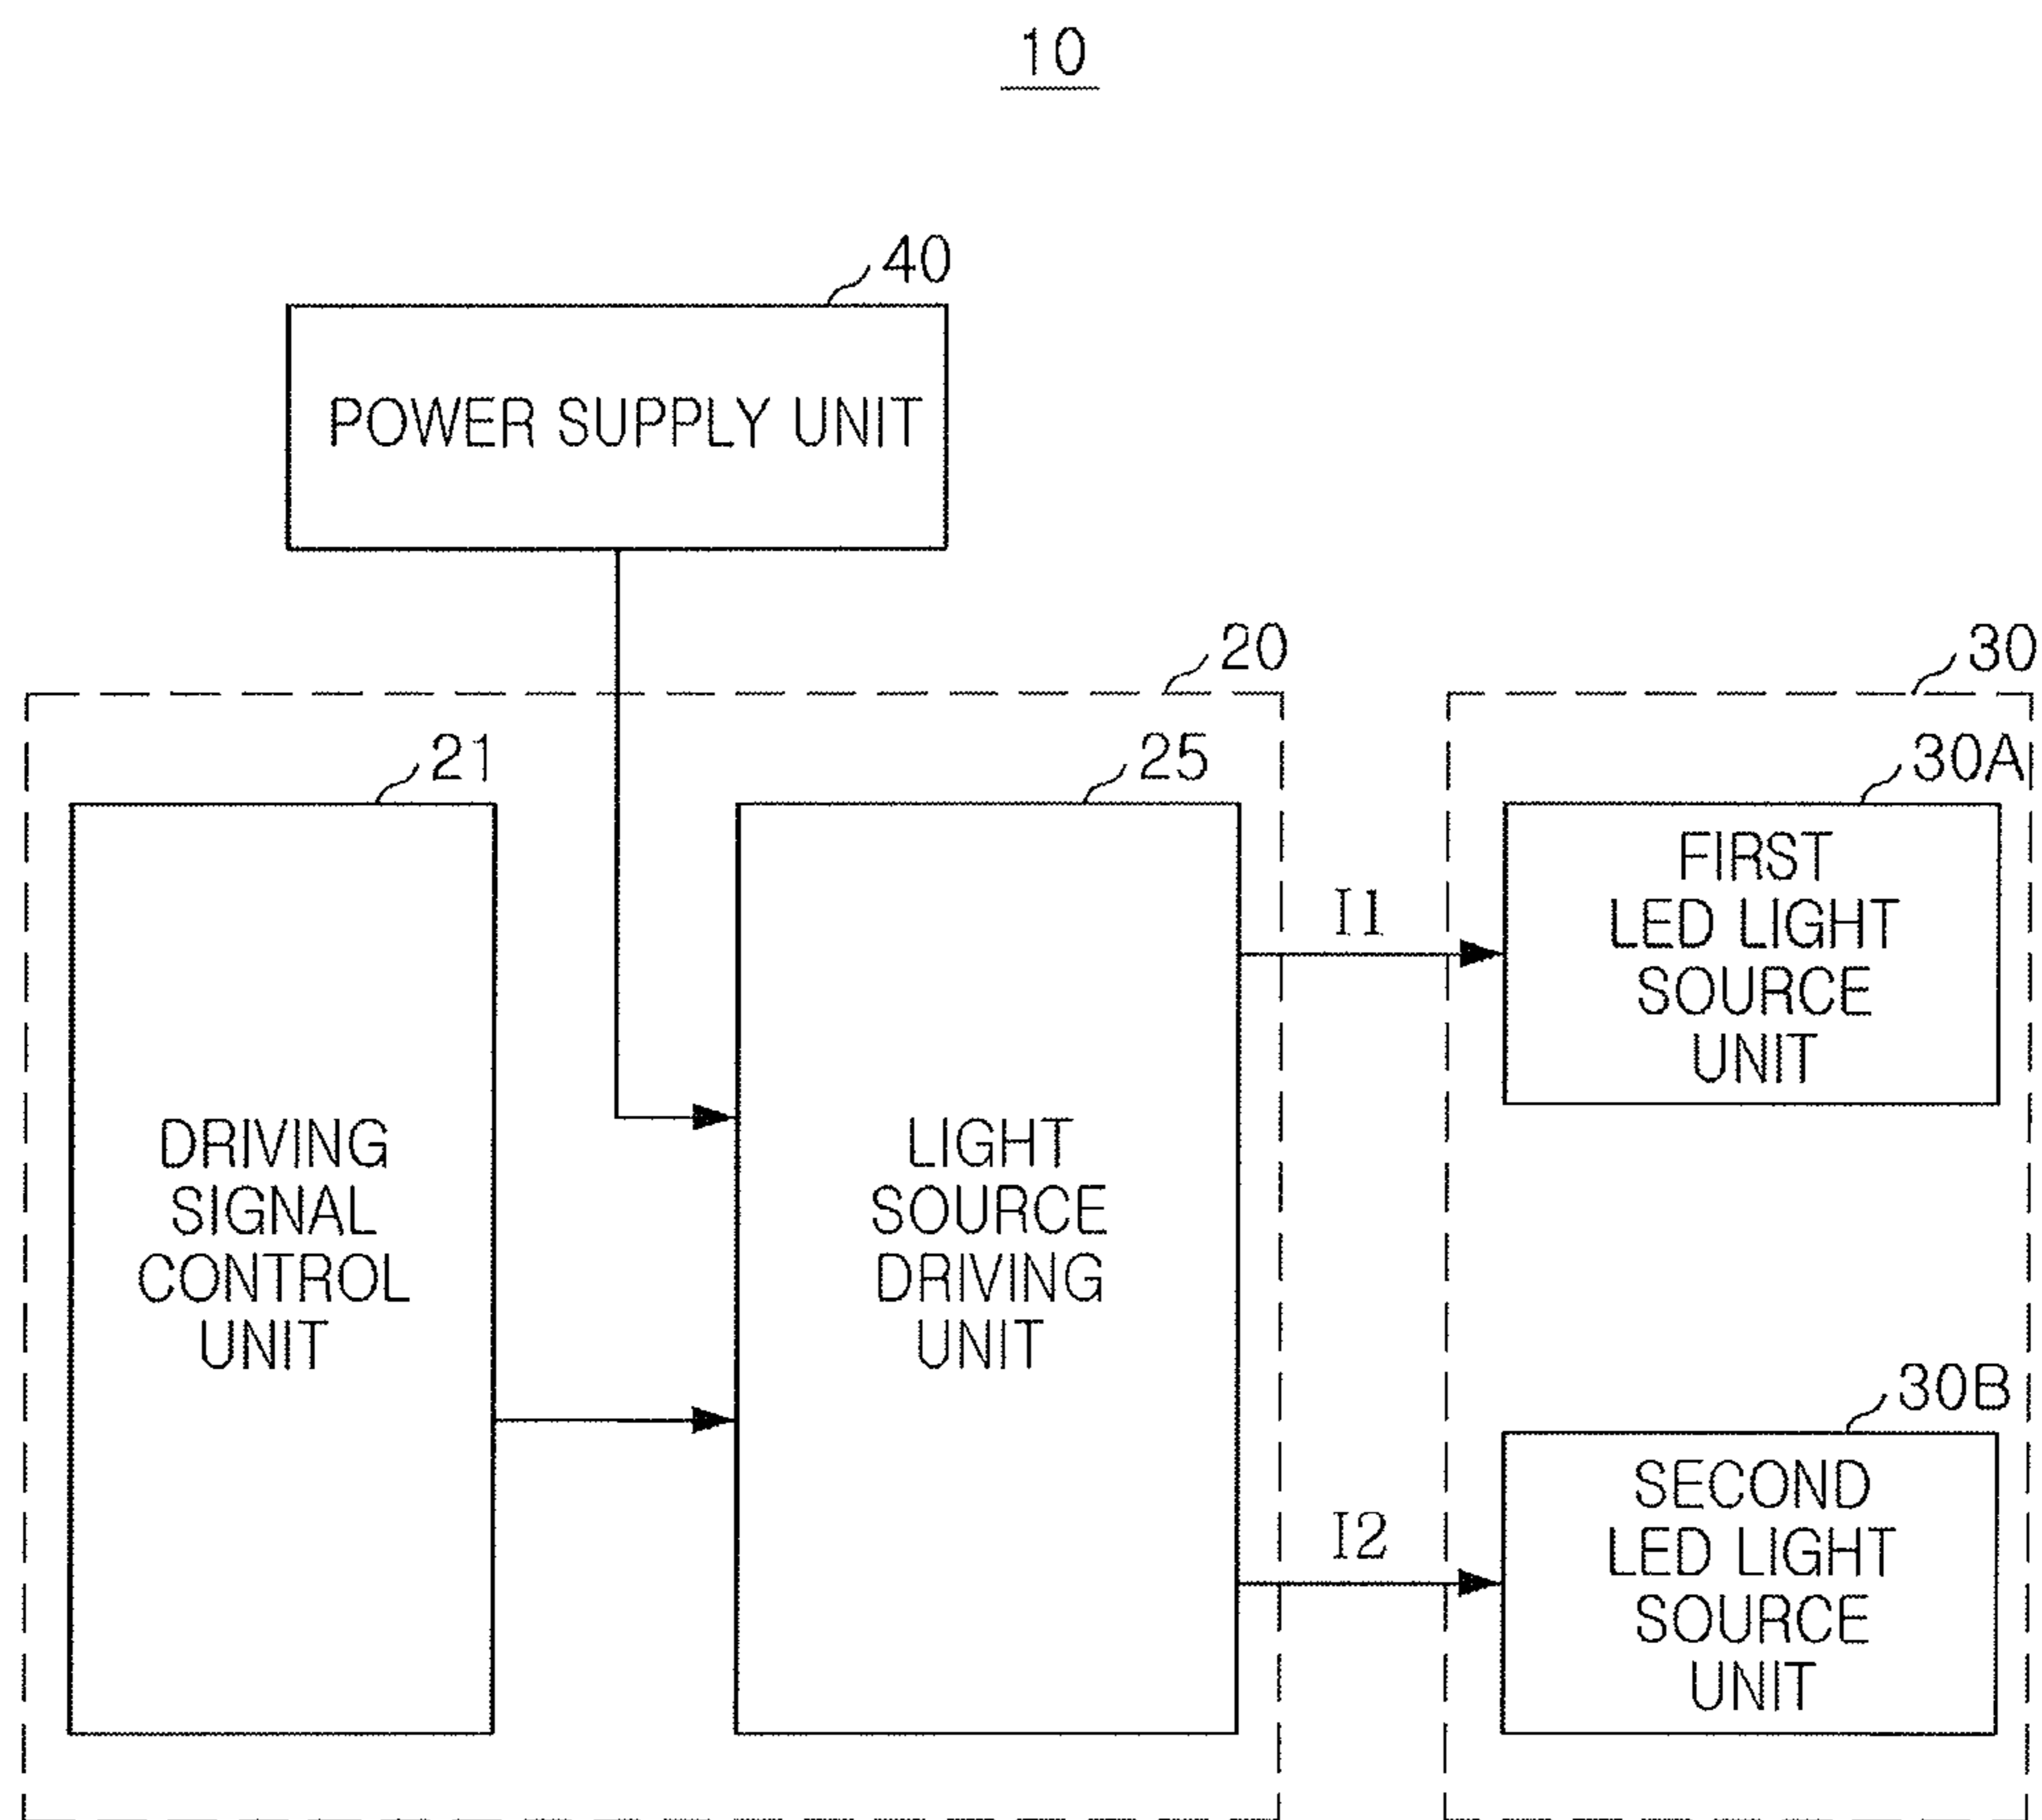 10
40
POWER SUPPLY UNIT
20
30
21
25
30A
DRIVING
SIGNAL
CONTROL
UNIT
LIGHT
SOURCE
DRIVING
UNIT
I1
FIRST
LED LIGHT
SOURCE
UNIT
30B
I2
SECOND
LED LIGHT
SOURCE
UNIT